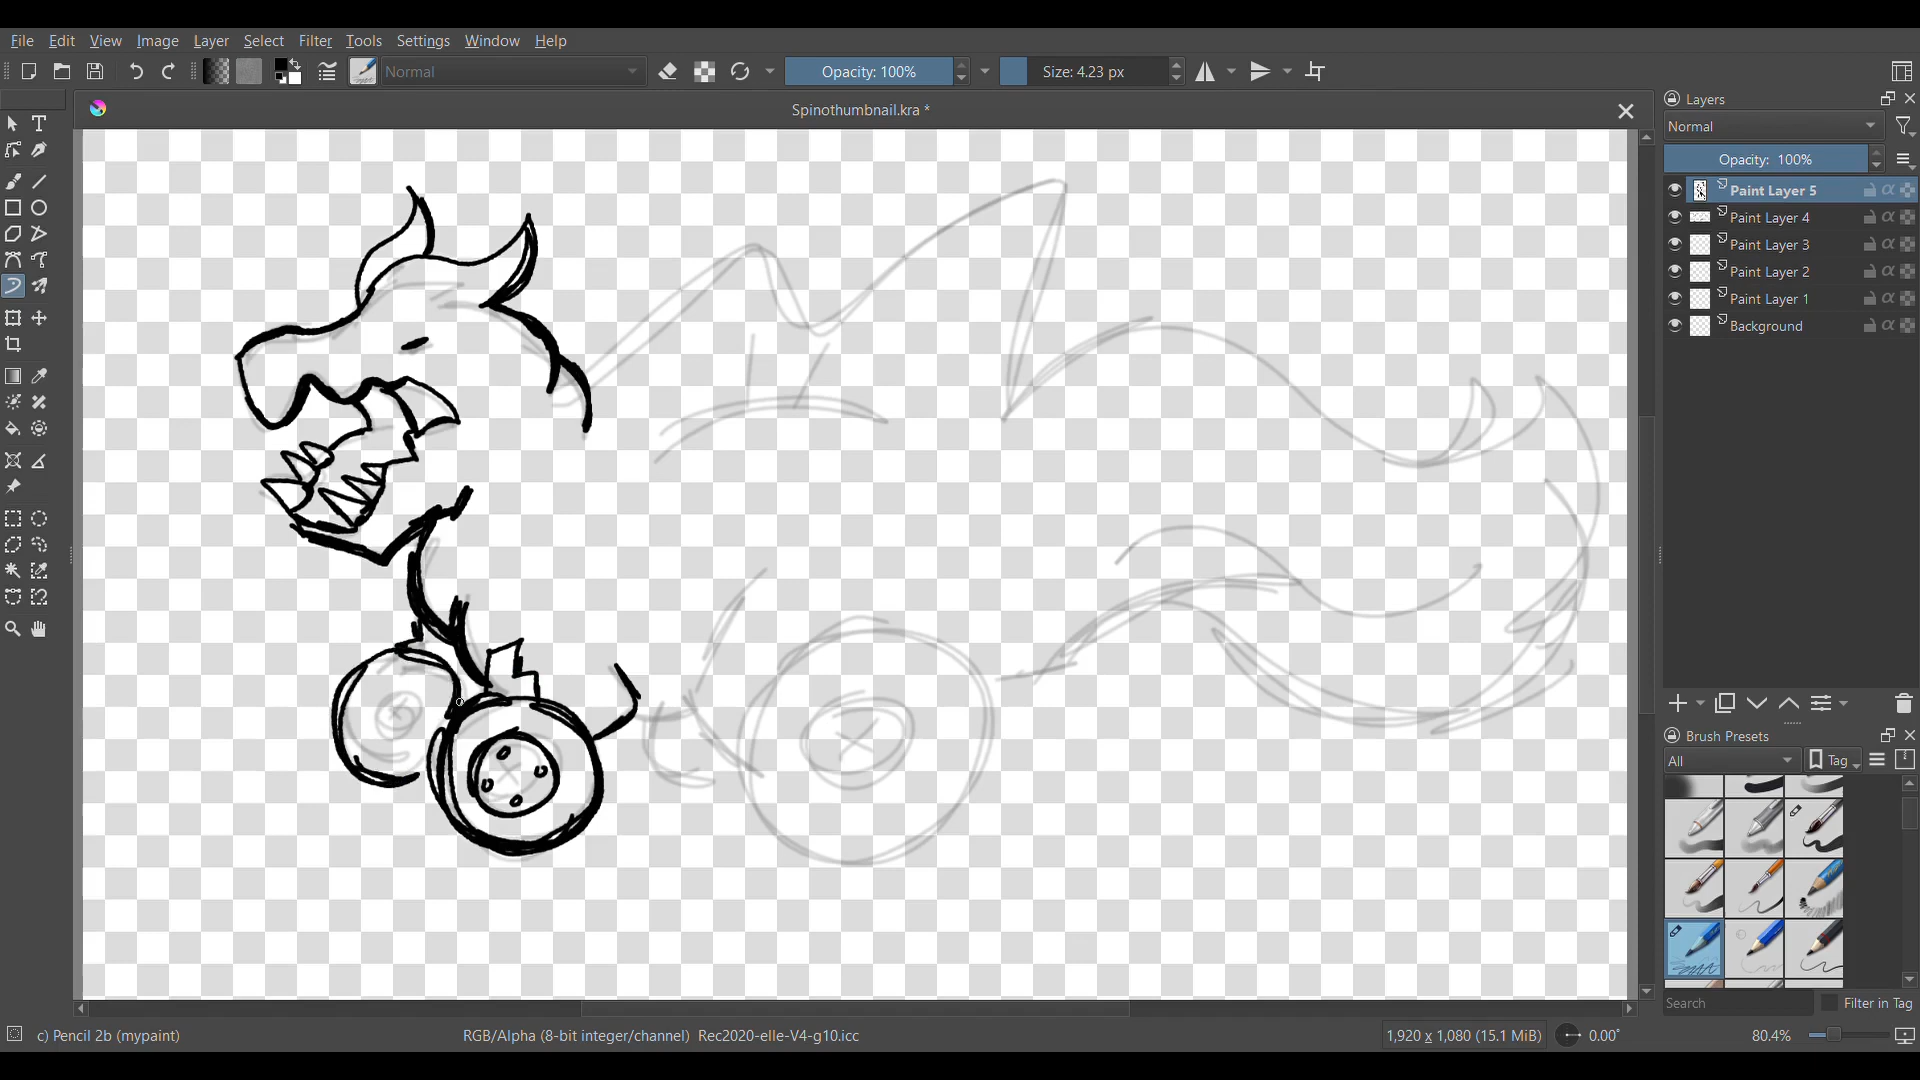 File Edit View Image Layer Select Filter Tools Settings Window Help
Normal Opacity: 100% Size: 4.23 px
Spinothumbnail.kra *
Layers
Normal
Opacity: 100%
Paint Layer 5
Paint Layer 4
Paint Layer 3
Paint Layer 2
Paint Layer 1
Background
Brush Presets
All Tag
Search Filter in Tag
c) Pencil 2b (mypaint) RGB/Alpha (8-bit integer/channel) Rec2020-elle-V4-g10.icc 1,920 x 1,080 (15.1 MiB) 0.00° 80.4%